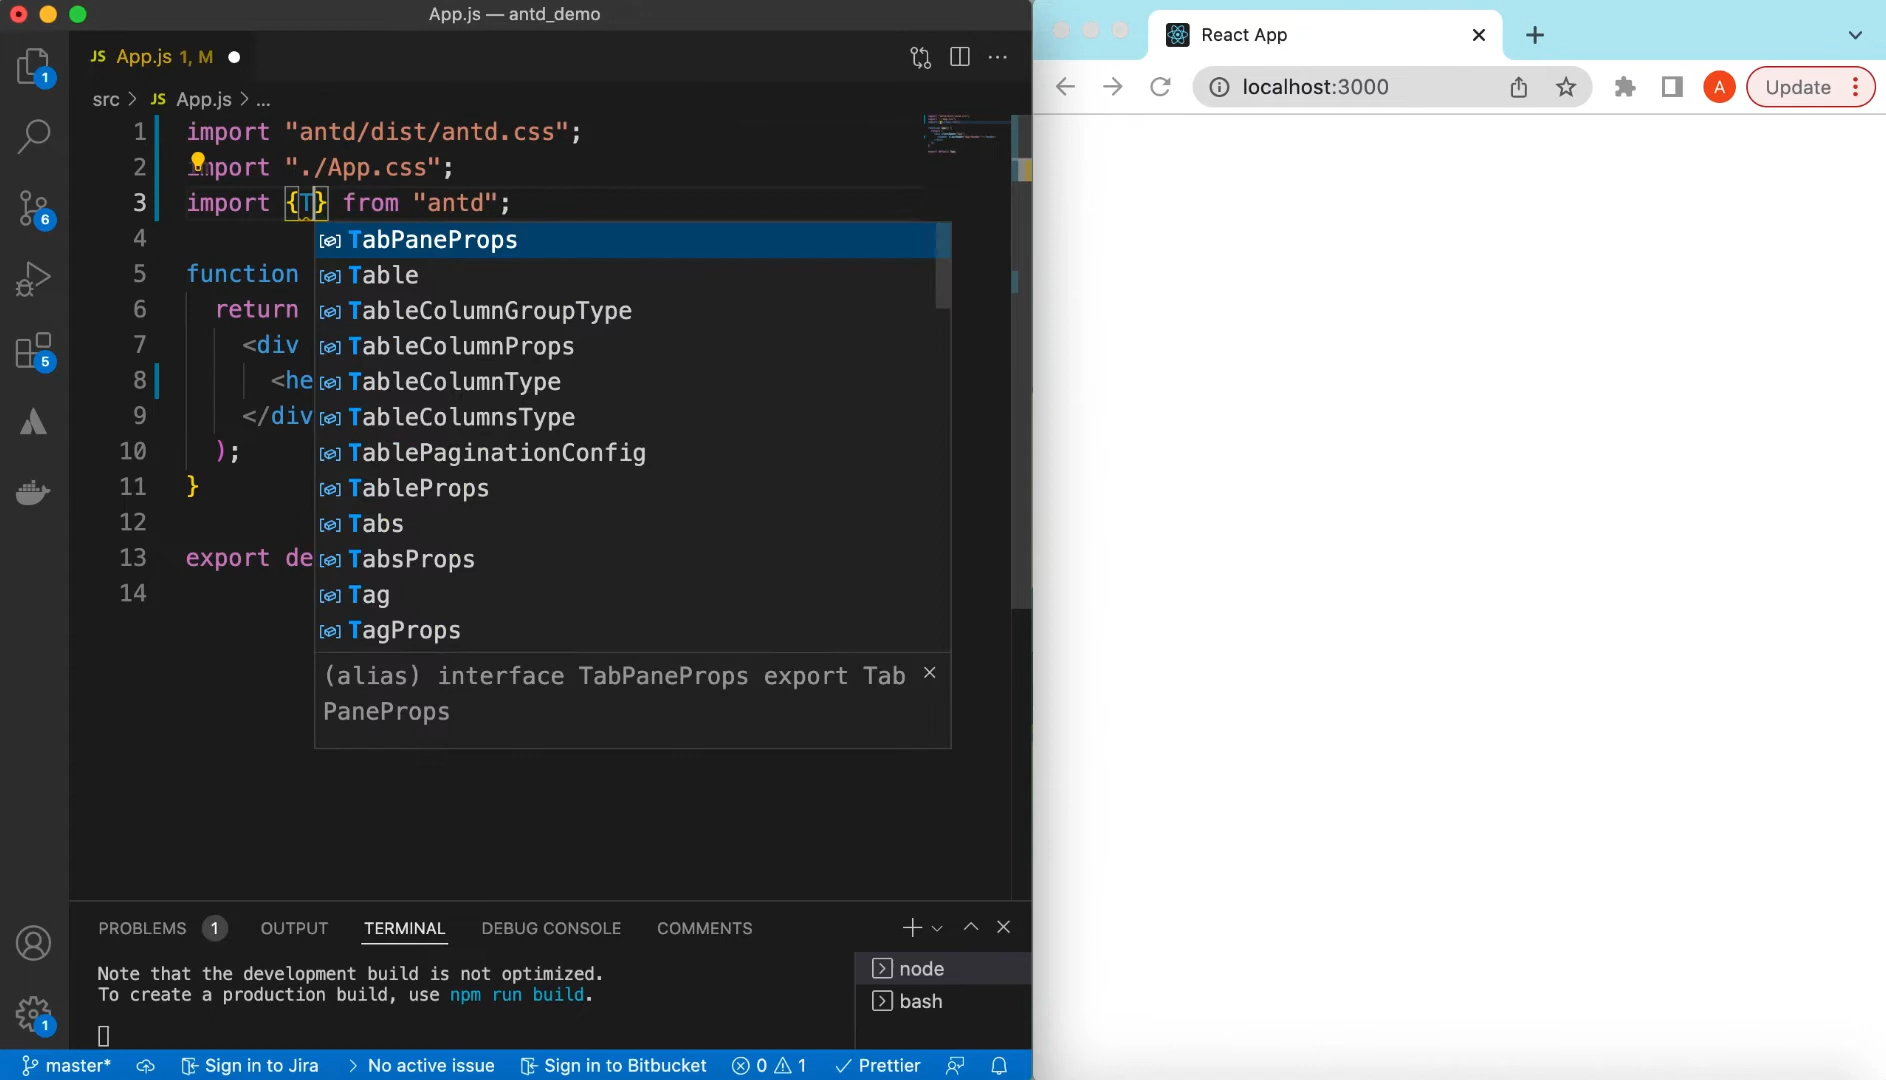 App.js — antd_demo
JS App.js 1, M
src > JS App.js > ...
1 import "antd/dist/antd.css";
2 import "./App.css";
3 import {T} from "antd";
4
5 function
6 return
7 <div
8 <he
9 </div
10 );
11 }
12
13 export de
14
TabPaneProps
Table
TableColumnGroupType
TableColumnProps
TableColumnType
TableColumnsType
TablePaginationConfig
TableProps
Tabs
TabsProps
Tag
TagProps
(alias) interface TabPaneProps export Tab
PaneProps
1
6
5
1
PROBLEMS 1 OUTPUT TERMINAL DEBUG CONSOLE COMMENTS
Note that the development build is not optimized.
To create a production build, use npm run build.
node
bash
master* Sign in to Jira > No active issue Sign in to Bitbucket 0 1 Prettier
React App
localhost:3000
A
Update